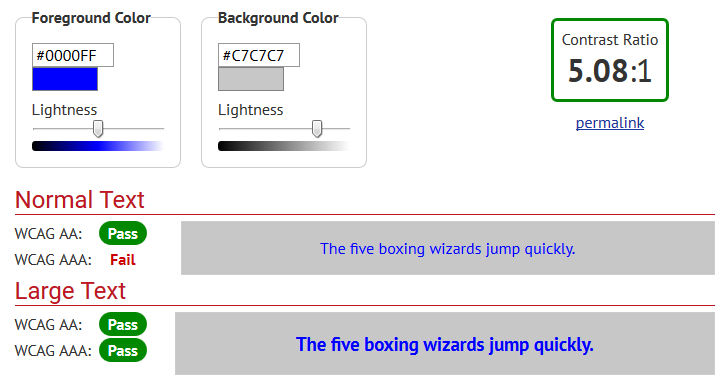 Foreground Color
#0000FF
Lightness
Background Color
#C7C7C7
Lightness
Contrast Ratio
5.08:1
permalink
Normal Text
WCAG AA: Pass
WCAG AAA: Fail
The five boxing wizards jump quickly.
Large Text
WCAG AA: Pass
WCAG AAA: Pass
The five boxing wizards jump quickly.